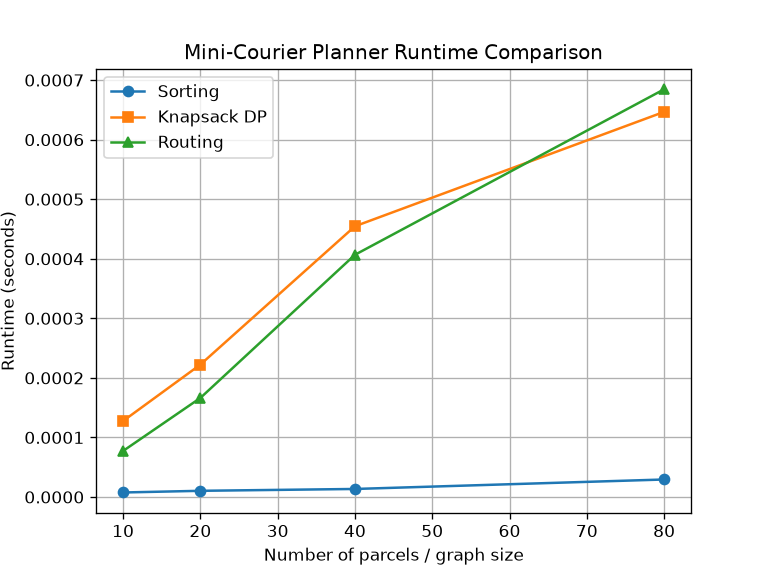 Mini-Courier Planner Runtime Comparison
Sorting
Knapsack DP
Routing
Runtime (seconds)
0.0007
0.0006
0.0005
0.0004
0.0003
0.0002
0.0001
0.0000
10 20 30 40 50 60 70 80
Number of parcels / graph size